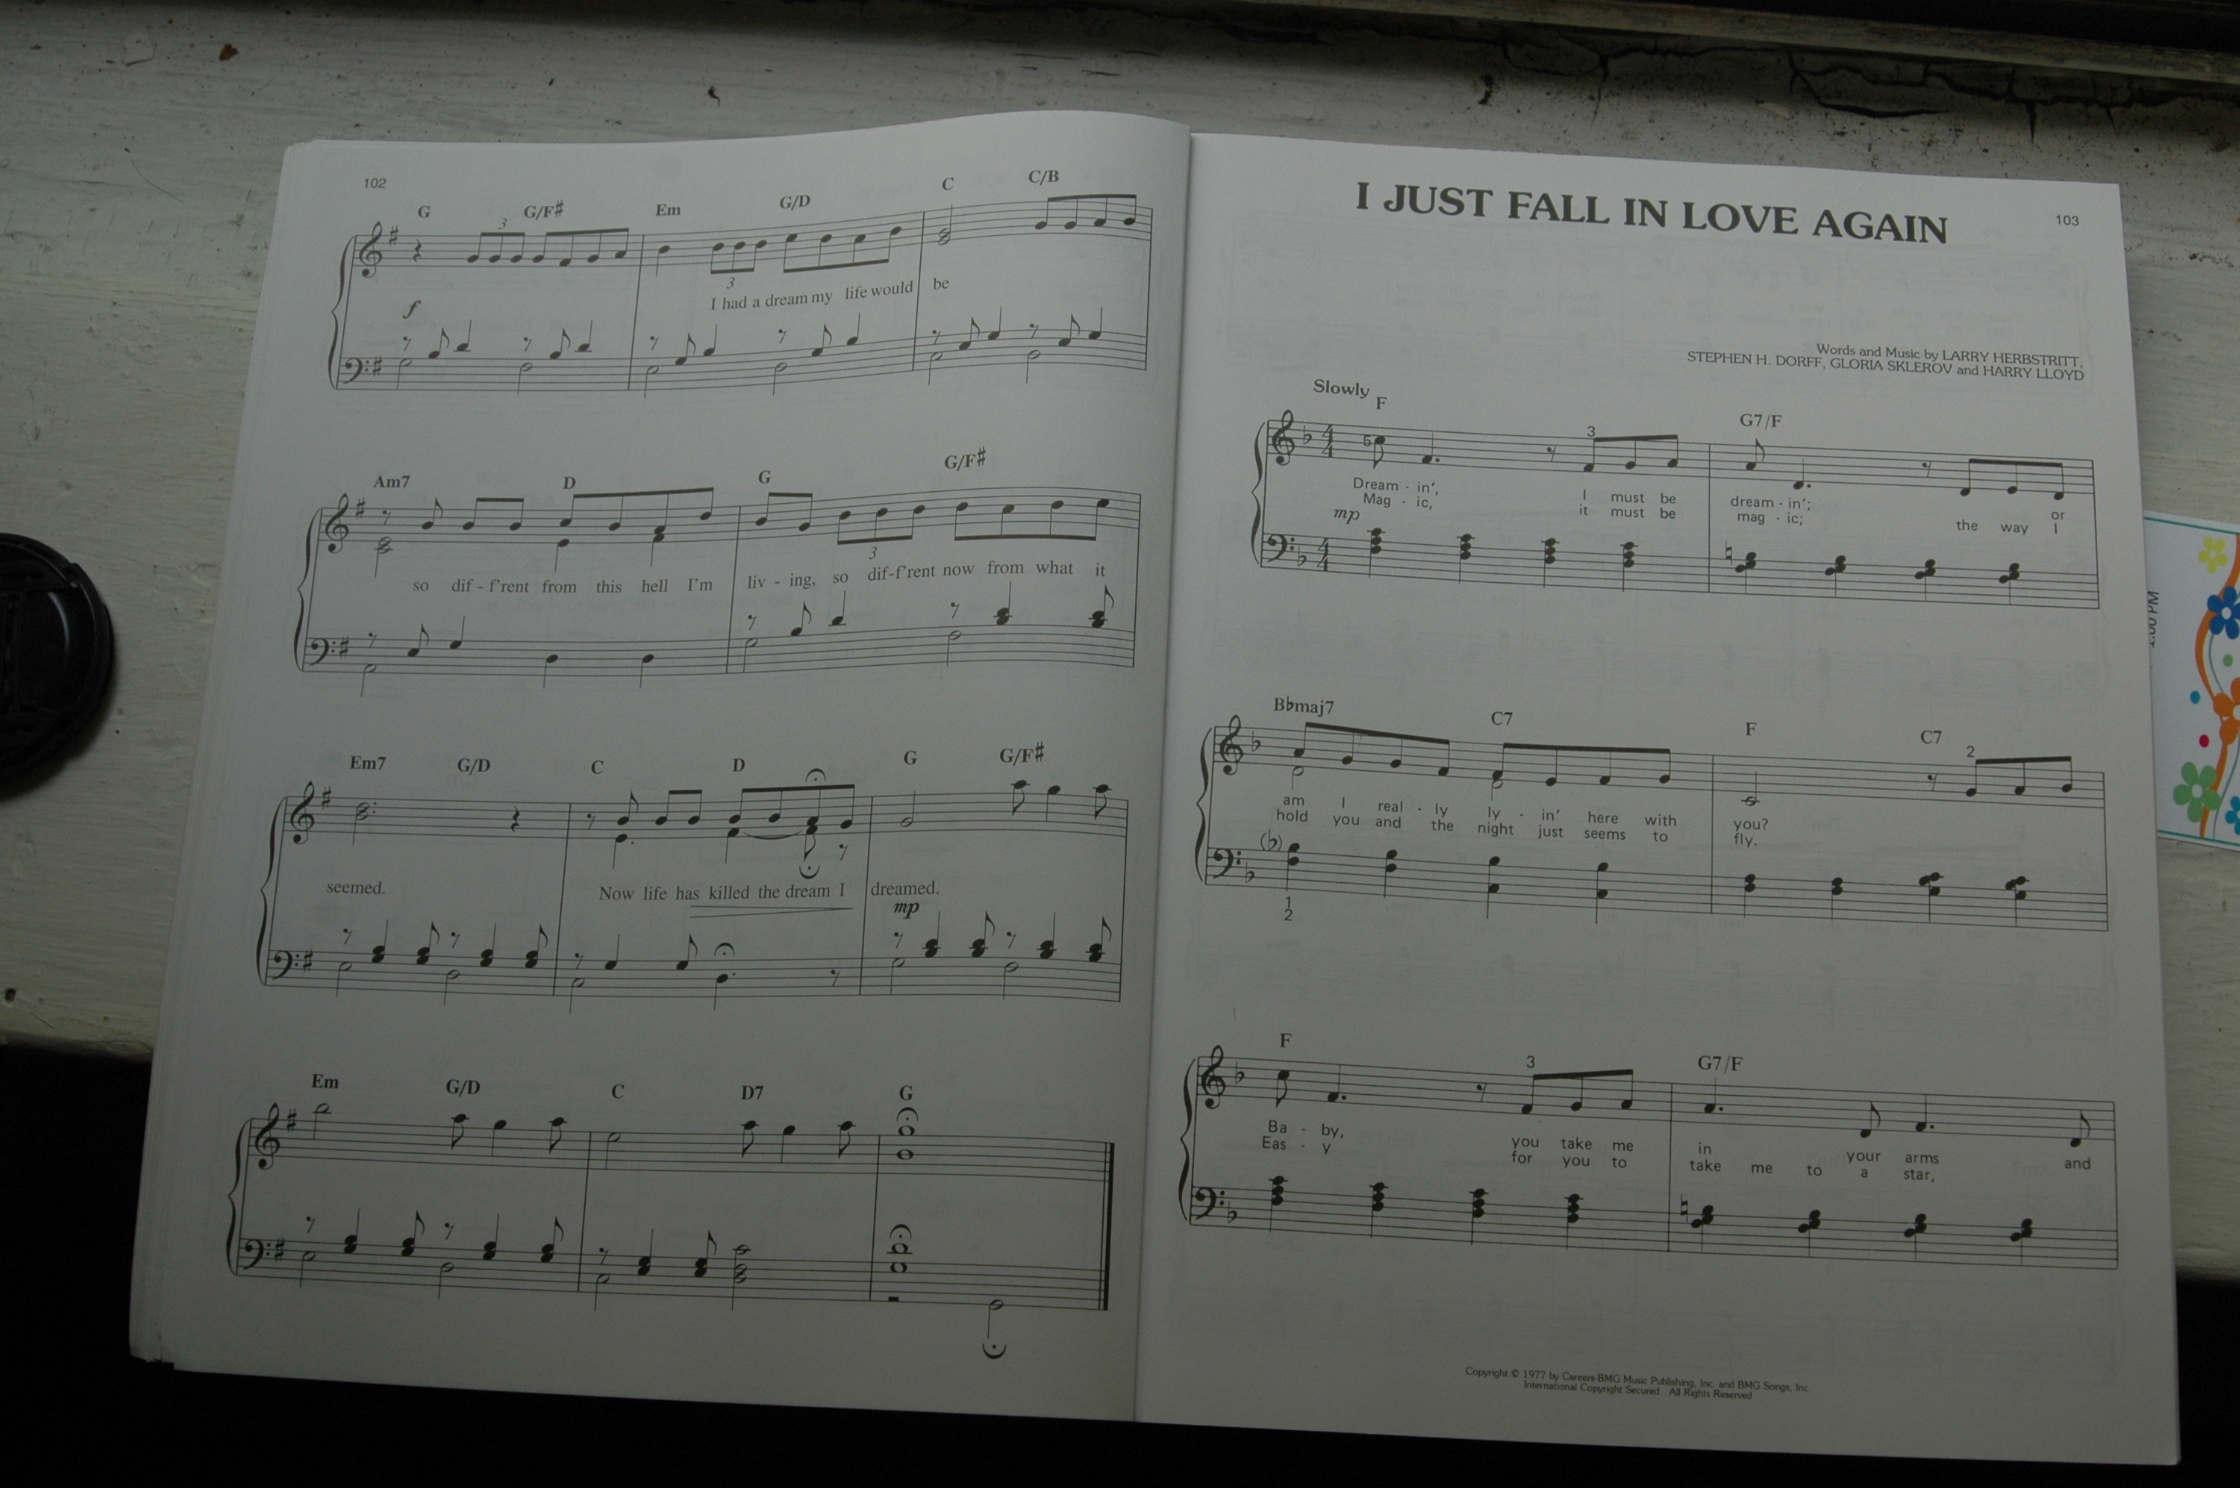 102
G G/F♯ Em G/D C C/B
3
f
3
I had a dream my life would be
Am7 D G G/F♯
3
so dif - f'rent from this hell I'm liv - ing, so dif-f'rent now from what it
Em7 G/D C D G G/F♯
seemed. Now life has killed the dream I dreamed.
mp
Em G/D C D7 G
I JUST FALL IN LOVE AGAIN
103
Words and Music by LARRY HERBSTRITT,
STEPHEN H. DORFF, GLORIA SKLEROV and HARRY LLOYD
Slowly
F G7/F
5 3
4
4
Dream - in', I must be dream - in'; or
Mag - ic, it must be mag - ic; the way I
mp
4
4
B♭maj7 C7 F C7
2
am I real - ly ly - in' here with you?
hold you and the night just seems to fly.
(♭)
1
2
F G7/F
3
Ba - by, you take me in your arms and
Eas - y for you to take me to a star,
Copyright © 1977 by Careers-BMG Music Publishing, Inc. and BMG Songs, Inc.
International Copyright Secured All Rights Reserved